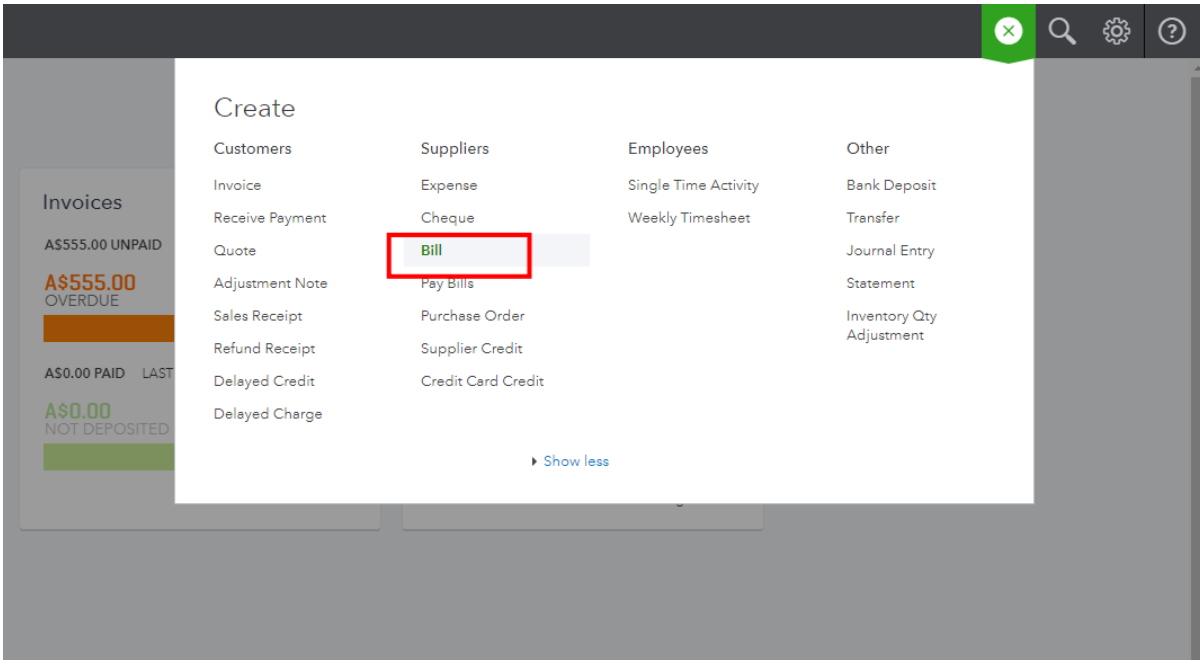 Create
Customers
Invoice
Receive Payment
Quote
Adjustment Note
Sales Receipt
Refund Receipt
Delayed Credit
Delayed Charge
Suppliers
Expense
Cheque
Bill
Pay Bills
Purchase Order
Supplier Credit
Credit Card Credit
Employees
Single Time Activity
Weekly Timesheet
Other
Bank Deposit
Transfer
Journal Entry
Statement
Inventory Qty
Adjustment
Show less
Invoices
A$555.00 UNPAID
A$555.00
OVERDUE
A$0.00 PAID LAST
A$0.00
NOT DEPOSITED